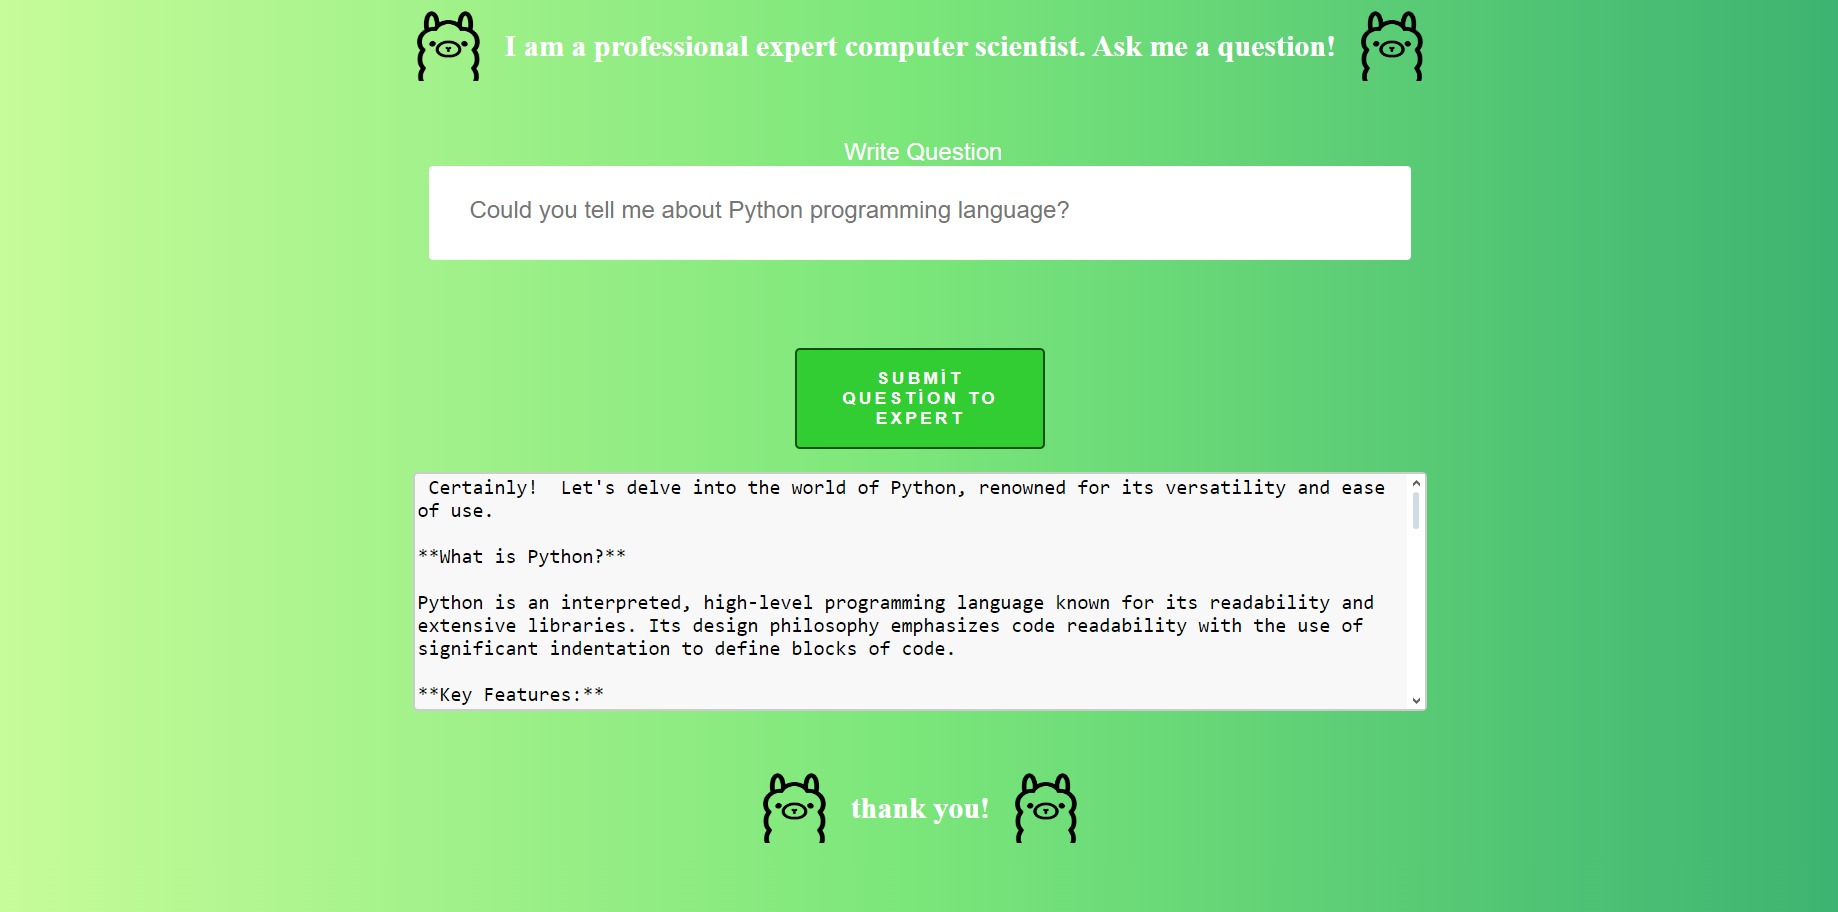 I am a professional expert computer scientist. Ask me a question!
Write Question
Could you tell me about Python programming language?
SUBMİT
QUESTİON TO
EXPERT
Certainly!  Let's delve into the world of Python, renowned for its versatility and ease
of use.
**What is Python?**
Python is an interpreted, high-level programming language known for its readability and
extensive libraries. Its design philosophy emphasizes code readability with the use of
significant indentation to define blocks of code.
**Key Features:**
thank you!